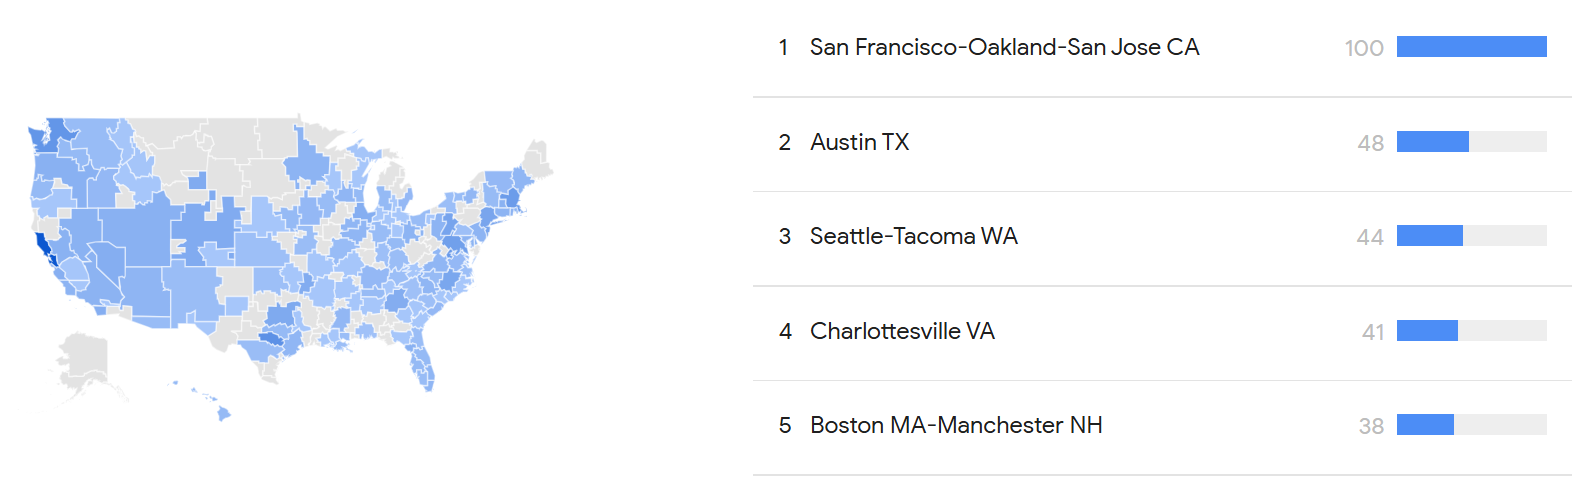 1 San Francisco-Oakland-San Jose CA 100
2 Austin TX 48
3 Seattle-Tacoma WA 44
4 Charlottesville VA 41
5 Boston MA-Manchester NH 38